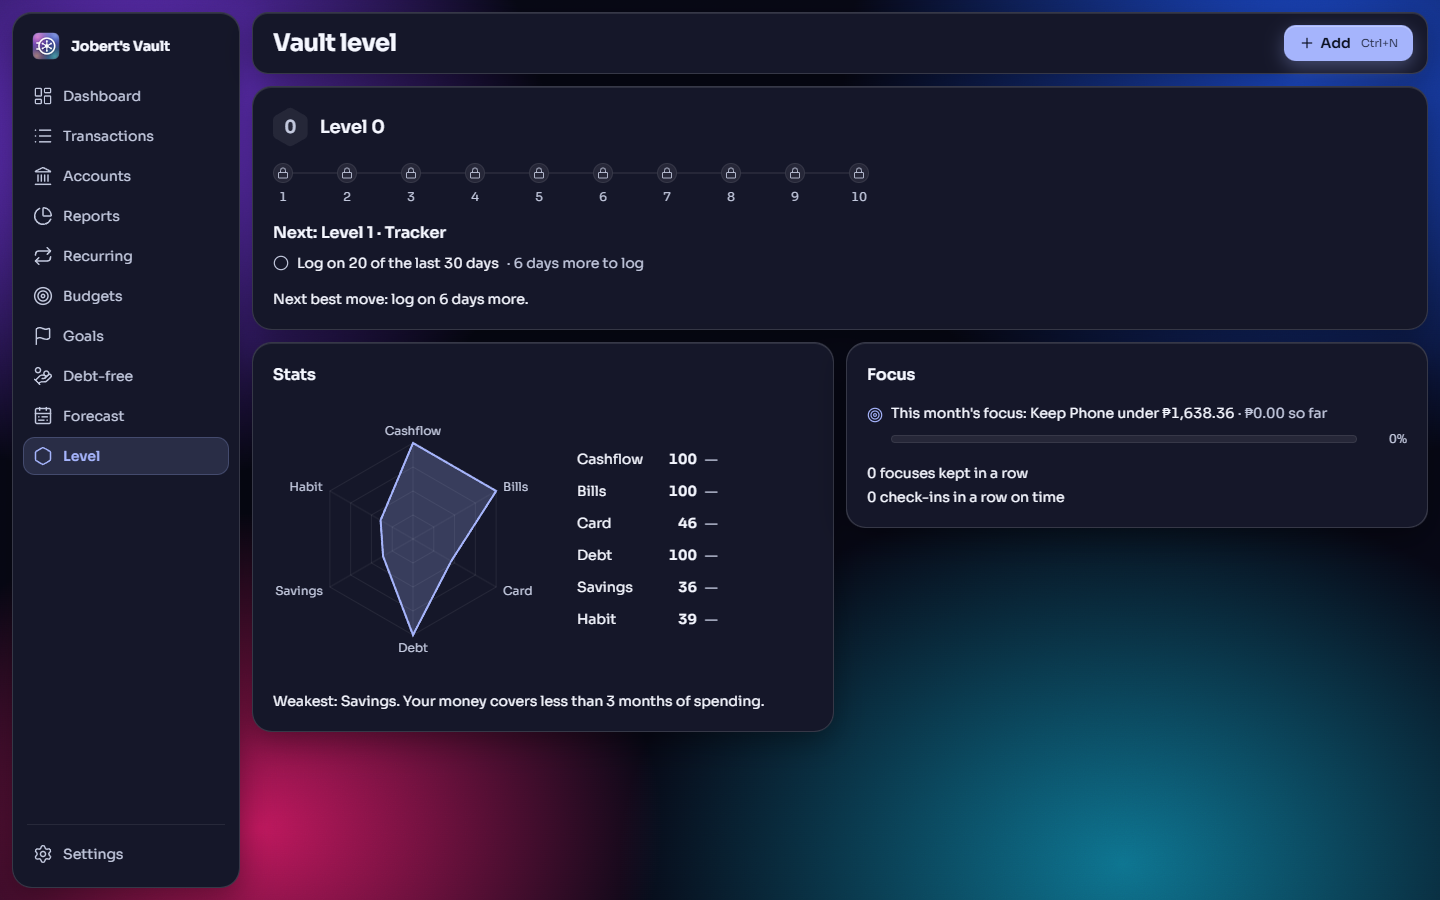 Jobert's Vault
Dashboard
Transactions
Accounts
Reports
Recurring
Budgets
Goals
Debt-free
Forecast
Level
Settings
Vault level
+ Add Ctrl+N
0 Level 0
1 2 3 4 5 6 7 8 9 10
Next: Level 1 · Tracker
Log on 20 of the last 30 days · 6 days more to log
Next best move: log on 6 days more.
Stats
Cashflow
Habit
Bills
Savings
Card
Debt
Cashflow 100 —
Bills 100 —
Card 46 —
Debt 100 —
Savings 36 —
Habit 39 —
Weakest: Savings. Your money covers less than 3 months of spending.
Focus
This month's focus: Keep Phone under ₱1,638.36 · ₱0.00 so far
0%
0 focuses kept in a row
0 check-ins in a row on time